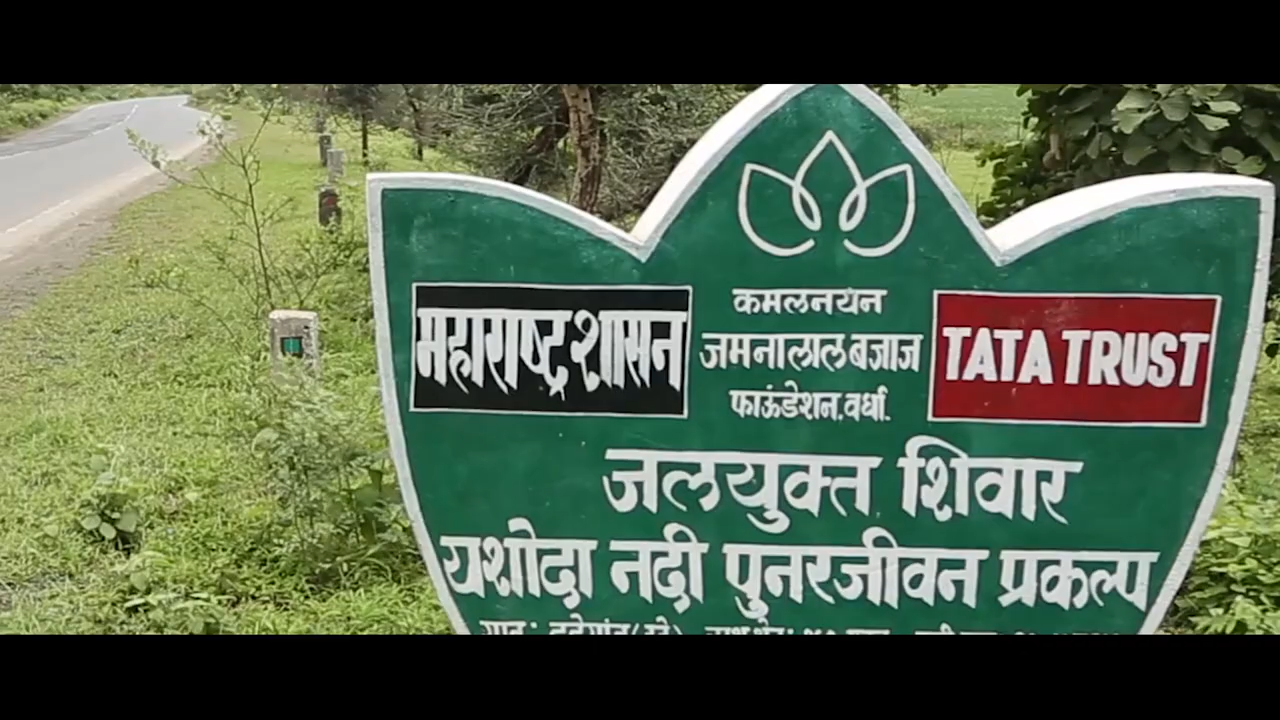 महाराष्ट्र शासन
कमलनयन
जमनालाल बजाज
फाऊंडेशन, वर्धा.
TATA TRUST
जलयुक्त शिवार
यशोदा नदी पुनरजीवन प्रकल्प